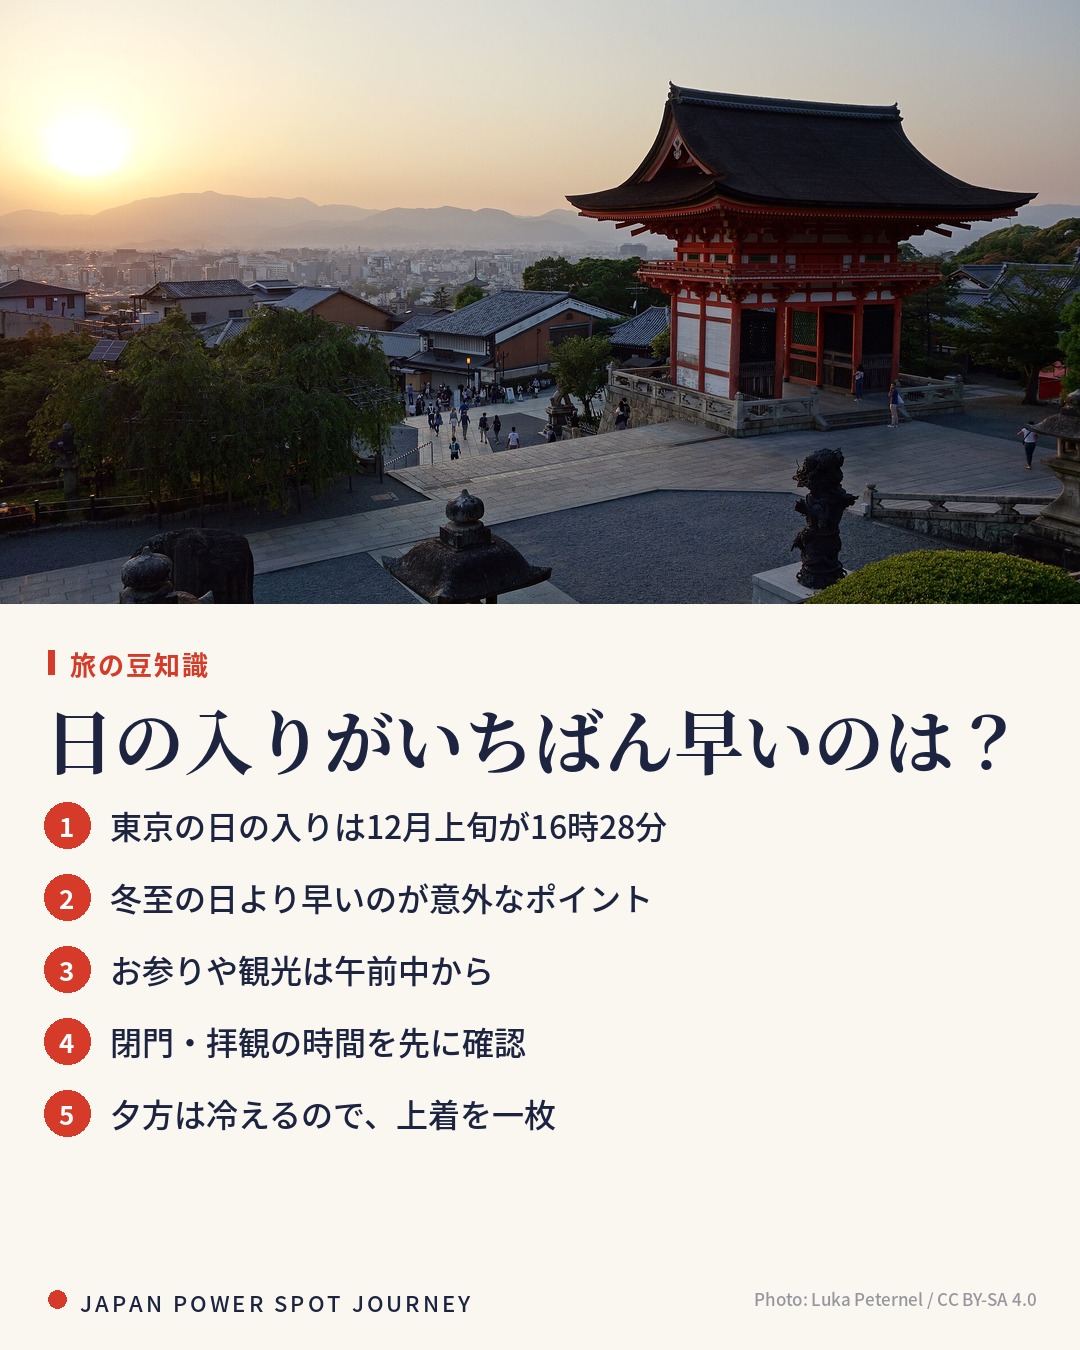 旅の豆知識
日の入りがいちばん早いのは？
1 東京の日の入りは12月上旬が16時28分
2 冬至の日より早いのが意外なポイント
3 お参りや観光は午前中から
4 閉門・拝観の時間を先に確認
5 夕方は冷えるので、上着を一枚
JAPAN POWER SPOT JOURNEY
Photo: Luka Peternel / CC BY-SA 4.0